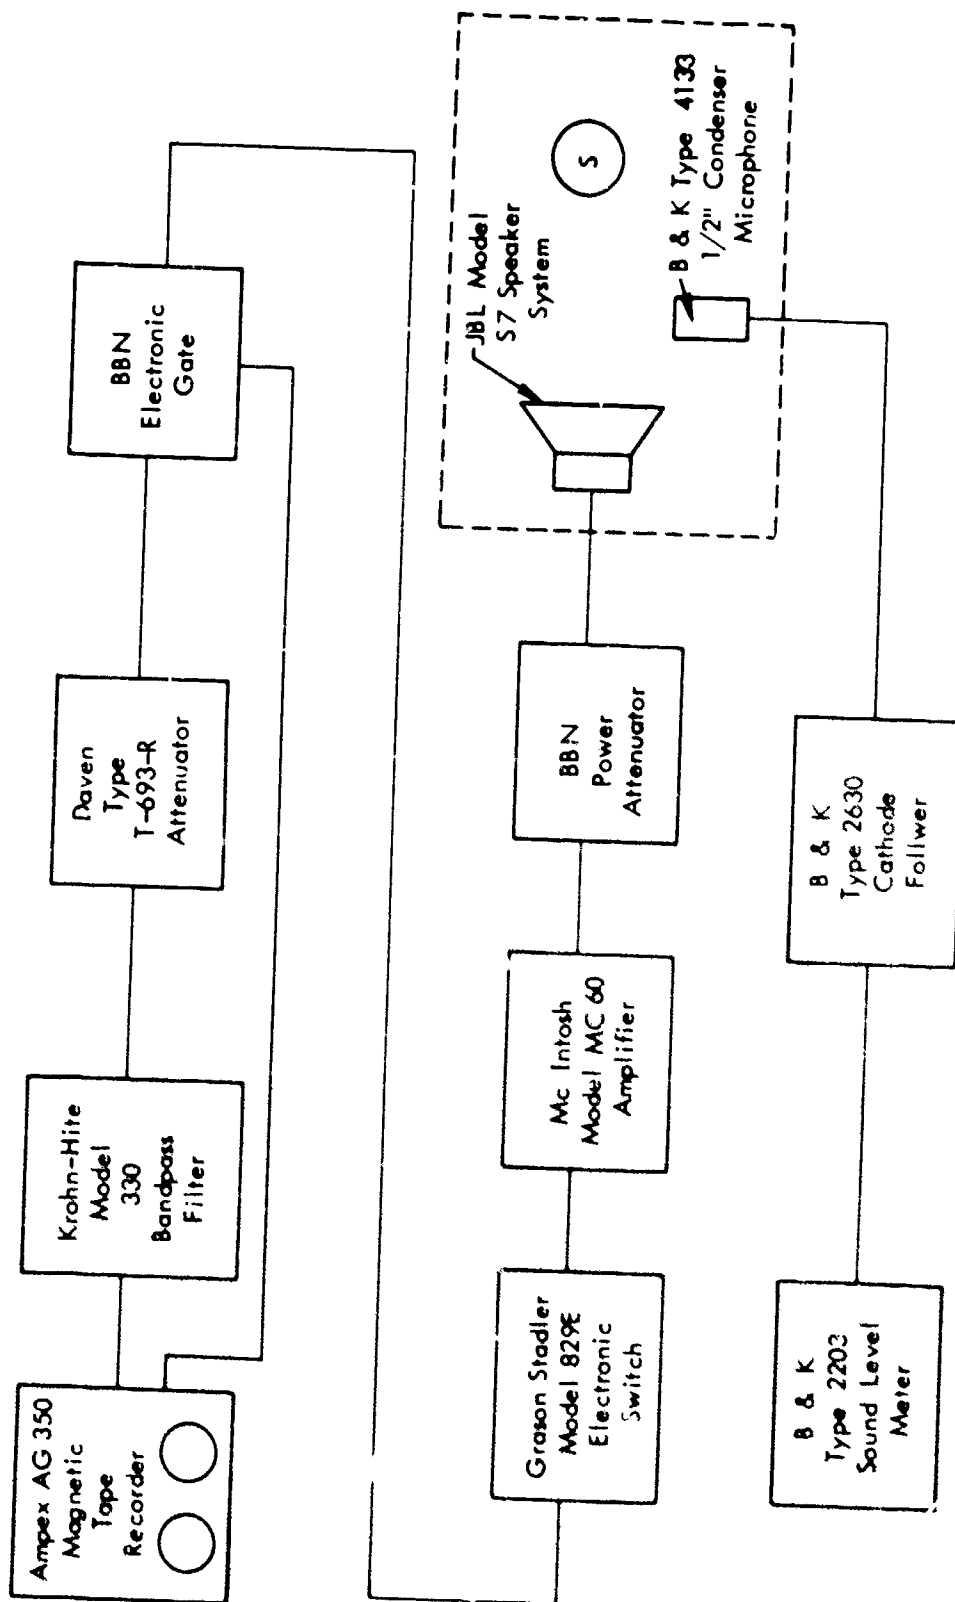 Ampex AG 350
Magnetic
Tape
Recorder
Krohn-Hite
Model
330
Bandpass
Filter
Daven
Type
T-693-R
Attenuator
BBN
Electronic
Gate
Grason Stadler
Model 829E
Electronic
Switch
Mc Intosh
Model MC 60
Amplifier
BBN
Power
Attenuator
JBL Model
S7 Speaker
System
S
B & K Type 4133
1/2" Condenser
Microphone
B & K
Type 2203
Sound Level
Meter
B & K
Type 2630
Cathode
Follwer